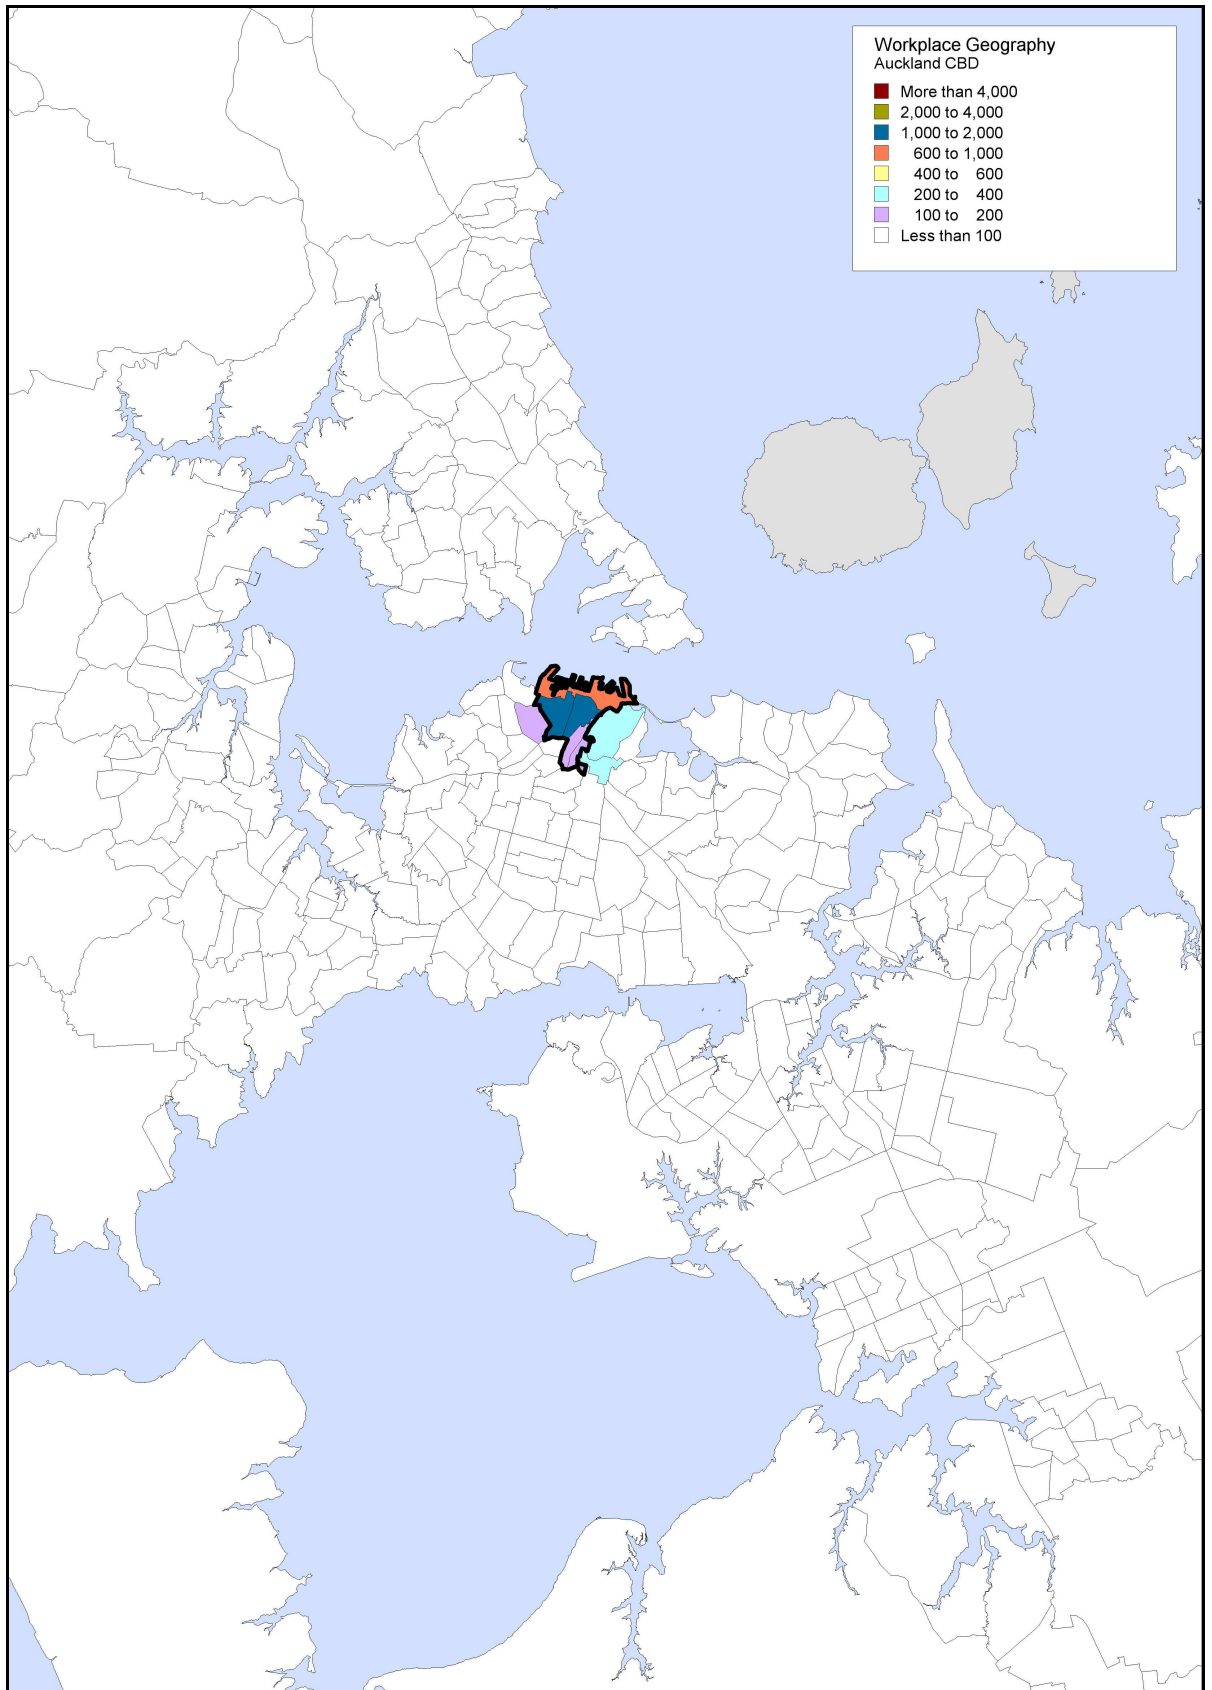 Workplace Geography
Auckland CBD
More than 4,000
2,000 to 4,000
1,000 to 2,000
600 to 1,000
400 to 600
200 to 400
100 to 200
Less than 100